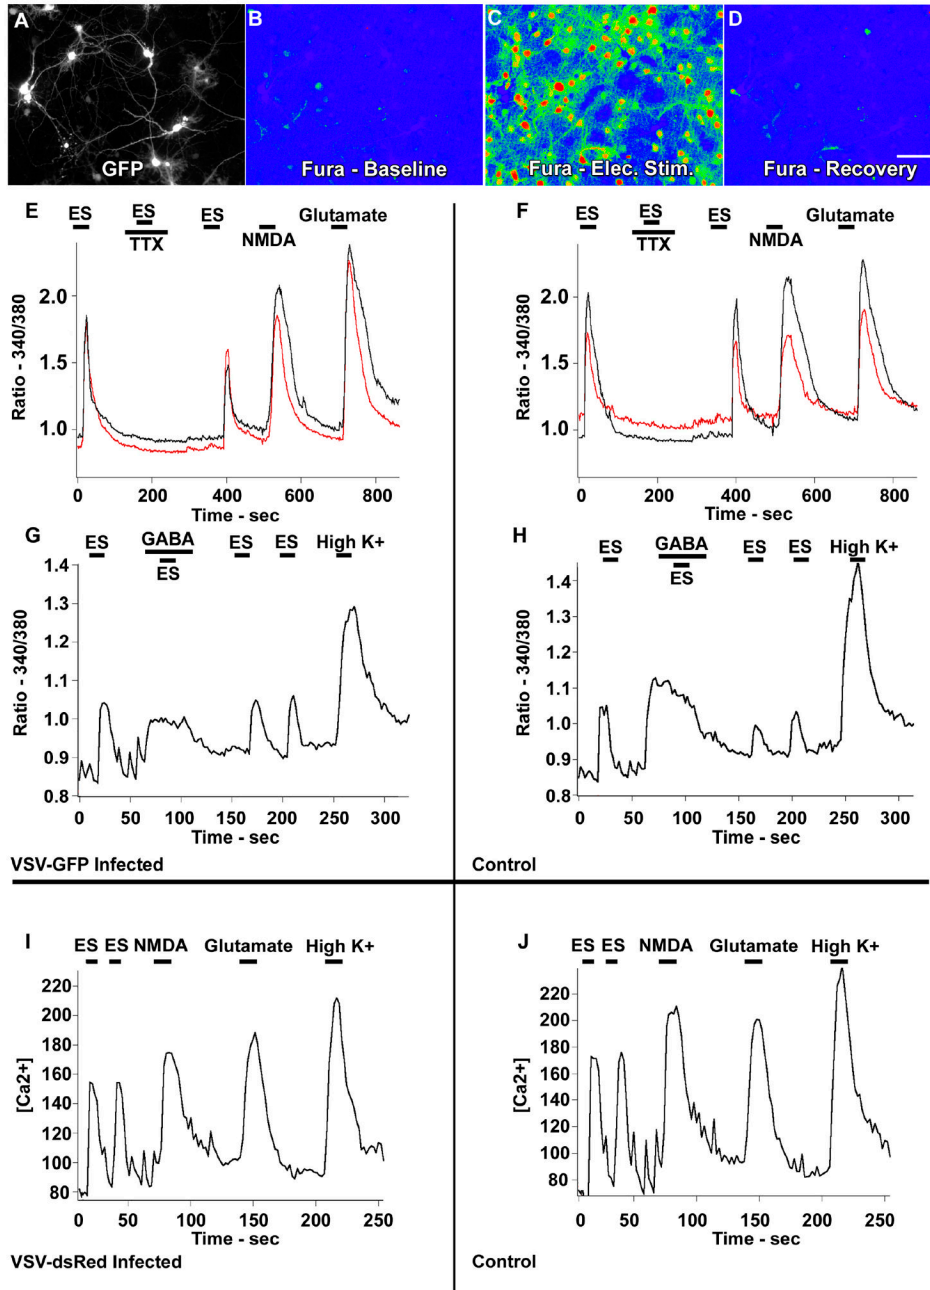 A B C D
GFP Fura - Baseline Fura - Elec. Stim. Fura - Recovery
E
ES ES ES Glutamate
TTX NMDA
Ratio - 340/380
2.0
1.5
1.0
0 200 400 600 800
Time - sec
F
ES ES ES Glutamate
TTX NMDA
Ratio - 340/380
2.0
1.5
1.0
0 200 400 600 800
Time - sec
G
ES GABA ES ES High K+
ES
Ratio - 340/380
1.4
1.3
1.2
1.1
1.0
0.9
0.8
0 50 100 150 200 250 300
Time - sec
VSV-GFP Infected
H
ES GABA ES ES High K+
ES
Ratio - 340/380
1.4
1.3
1.2
1.1
1.0
0.9
0.8
0 50 100 150 200 250 300
Time - sec
Control
I
ES ES NMDA Glutamate High K+
[Ca2+]
220
200
180
160
140
120
100
80
0 50 100 150 200 250
Time - sec
VSV-dsRed Infected
J
ES ES NMDA Glutamate High K+
[Ca2+]
220
200
180
160
140
120
100
80
0 50 100 150 200 250
Time - sec
Control